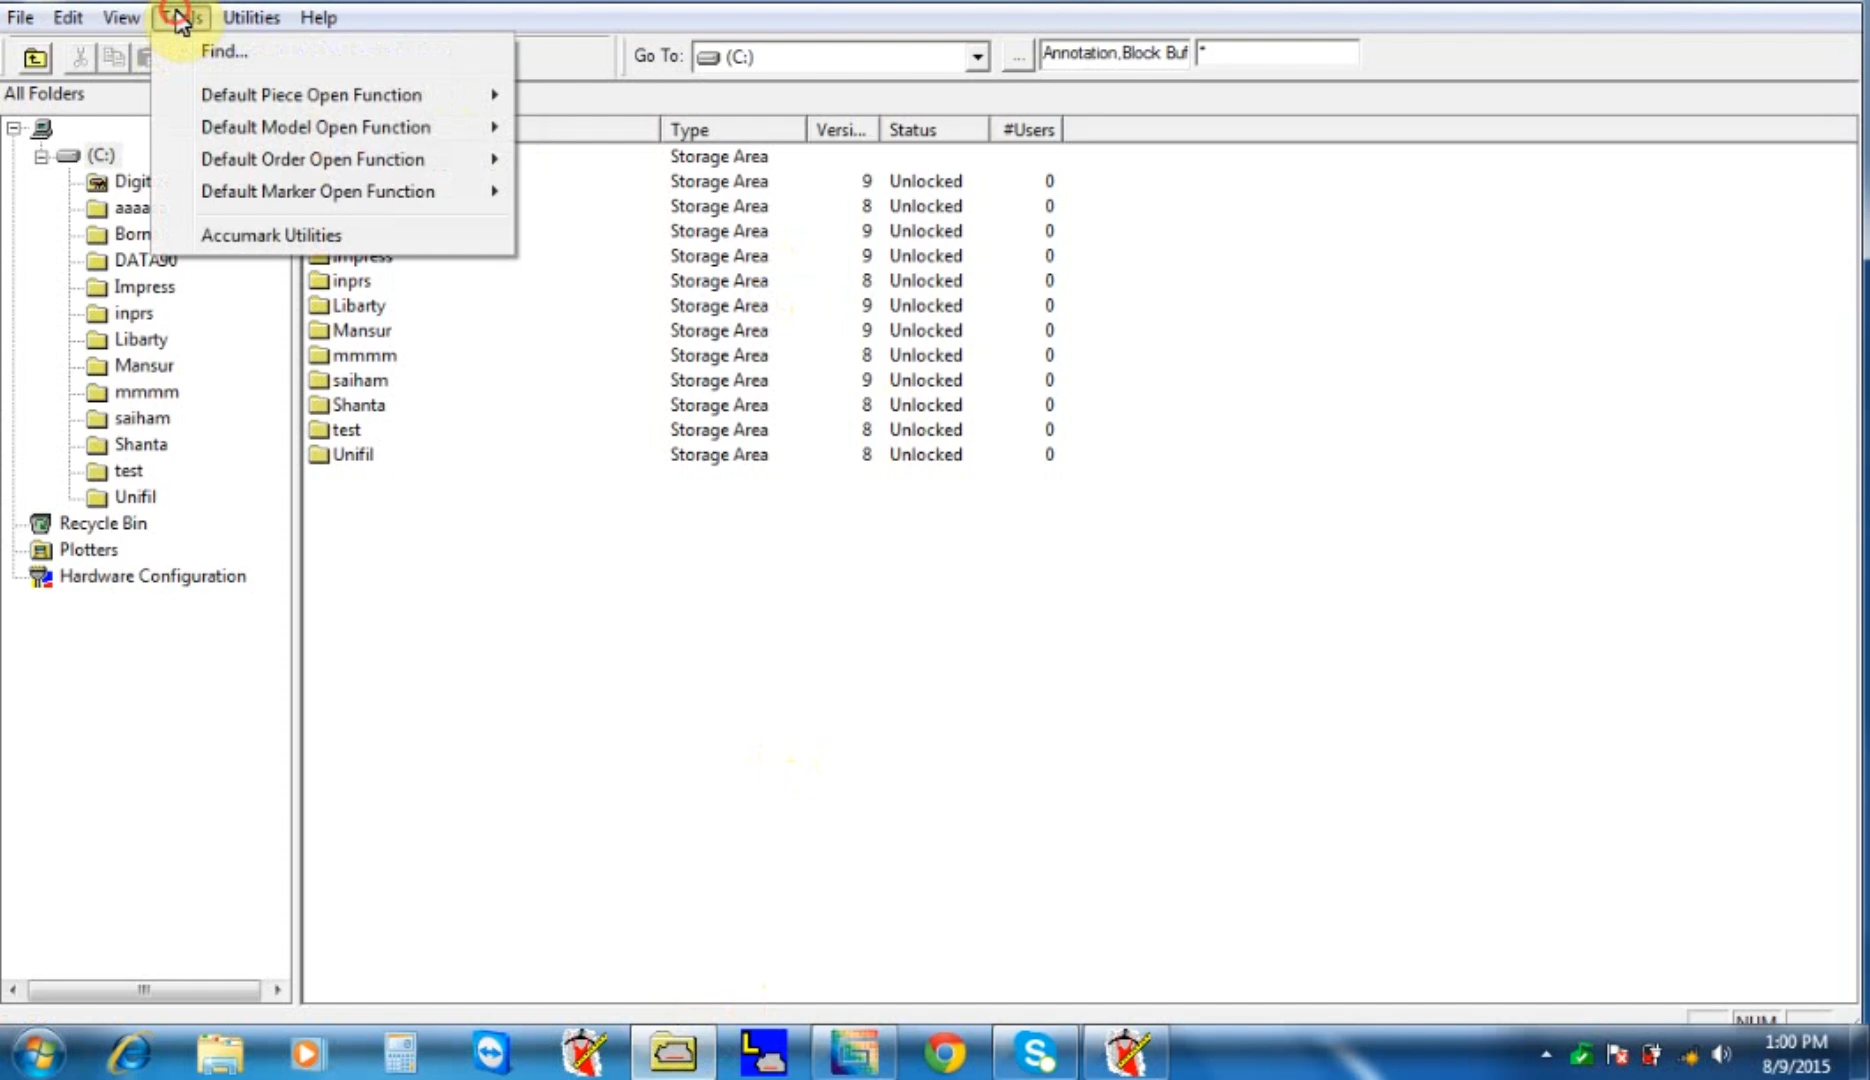 File Edit View Utilities Help
Find...
Go To: (C:) ... Annotation,Block Buf *
Default Piece Open Function
Default Model Open Function
Default Order Open Function
Default Marker Open Function
Accumark Utilities
All Folders
(C:)
Digit
aaaa
Born
DATA90
Impress
inprs
Libarty
Mansur
mmmm
saiham
Shanta
test
Unifil
Recycle Bin
Plotters
Hardware Configuration
Type Versi... Status #Users
Storage Area
Storage Area 9 Unlocked 0
Storage Area 8 Unlocked 0
Storage Area 9 Unlocked 0
Impress Storage Area 9 Unlocked 0
inprs Storage Area 8 Unlocked 0
Libarty Storage Area 9 Unlocked 0
Mansur Storage Area 9 Unlocked 0
mmmm Storage Area 8 Unlocked 0
saiham Storage Area 9 Unlocked 0
Shanta Storage Area 8 Unlocked 0
test Storage Area 8 Unlocked 0
Unifil Storage Area 8 Unlocked 0
NUM
1:00 PM
8/9/2015